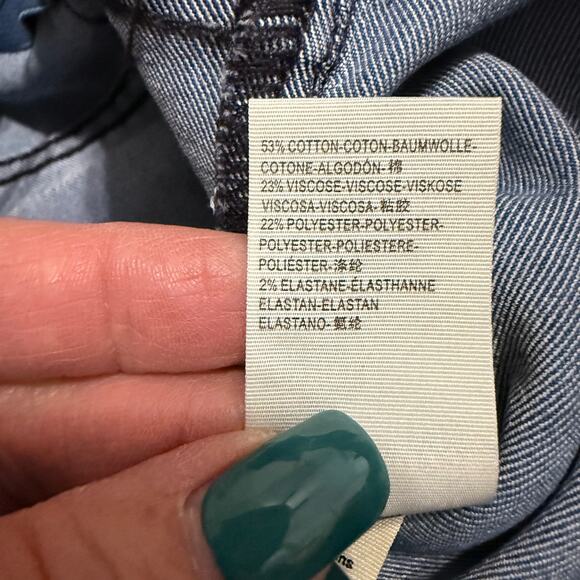 53% COTTON-COTON-BAUMWOLLE-
COTONE-ALGODÓN-棉
23% VISCOSE-VISCOSE-VISKOSE
VISCOSA-VISCOSA-粘胶
22% POLYESTER-POLYESTER-
POLYESTER-POLIESTERE-
POLIÉSTER-涤纶
2% ELASTANE-ÉLASTHANNE
ELASTAN-ELASTAN
ELASTANO-氨纶